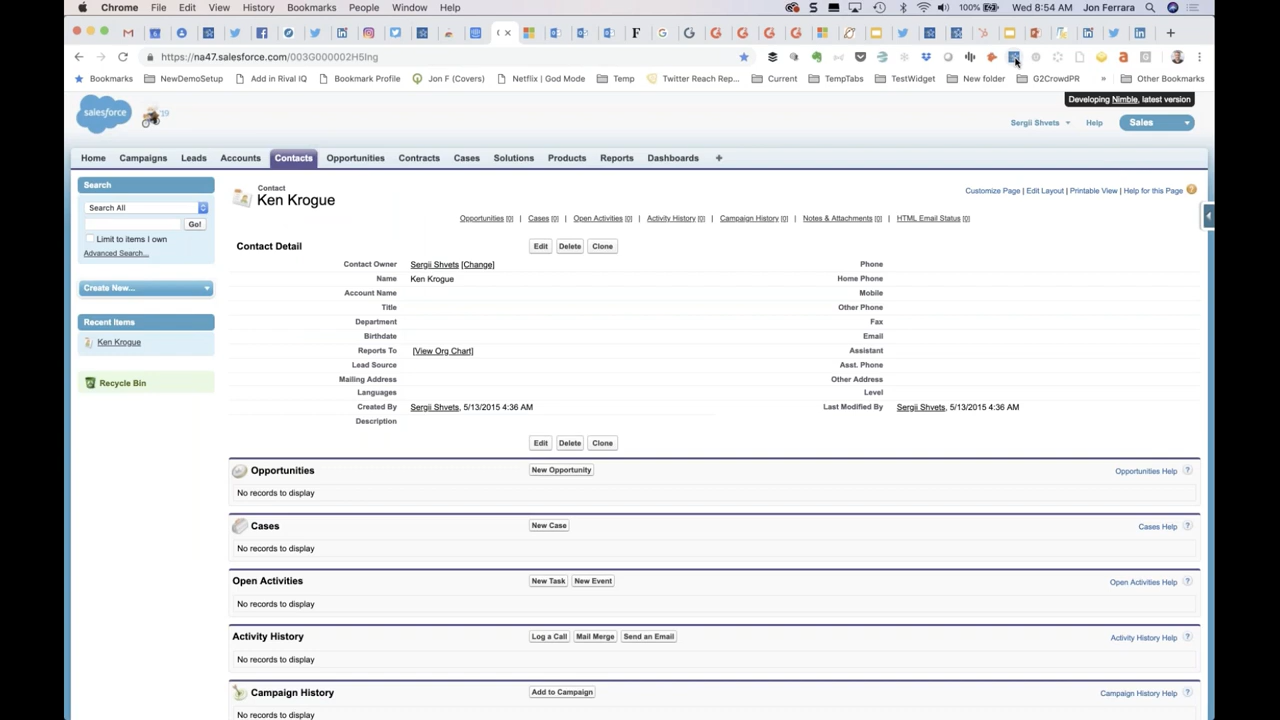 Chrome File Edit View History Bookmarks People Window Help 100% Wed 8:54 AM Jon Ferrara
https://na47.salesforce.com/003G000002H5Ing
Bookmarks NewDemoSetup Add in Rival IQ Bookmark Profile Jon F (Covers) Netflix | God Mode Temp Twitter Reach Rep... Current TempTabs TestWidget New folder G2CrowdPR » Other Bookmarks
Developing Nimble, latest version
salesforce
19
Sergii Shvets Help Sales
Home Campaigns Leads Accounts Contacts Opportunities Contracts Cases Solutions Products Reports Dashboards +
Search
Search All
Go!
Limit to items I own
Advanced Search...
Create New...
Recent Items
Ken Krogue
Recycle Bin
Contact
Ken Krogue
Customize Page | Edit Layout | Printable View | Help for this Page
Opportunities [0] | Cases [0] | Open Activities [0] | Activity History [0] | Campaign History [0] | Notes & Attachments [0] | HTML Email Status [0]
Contact Detail Edit Delete Clone
Contact Owner Sergii Shvets [Change] Phone
Name Ken Krogue Home Phone
Account Name Mobile
Title Other Phone
Department Fax
Birthdate Email
Reports To [View Org Chart] Assistant
Lead Source Asst. Phone
Mailing Address Other Address
Languages Level
Created By Sergii Shvets, 5/13/2015 4:36 AM Last Modified By Sergii Shvets, 5/13/2015 4:36 AM
Description
Edit Delete Clone
Opportunities New Opportunity Opportunities Help ?
No records to display
Cases New Case Cases Help ?
No records to display
Open Activities New Task New Event Open Activities Help ?
No records to display
Activity History Log a Call Mail Merge Send an Email Activity History Help ?
No records to display
Campaign History Add to Campaign Campaign History Help ?
No records to display